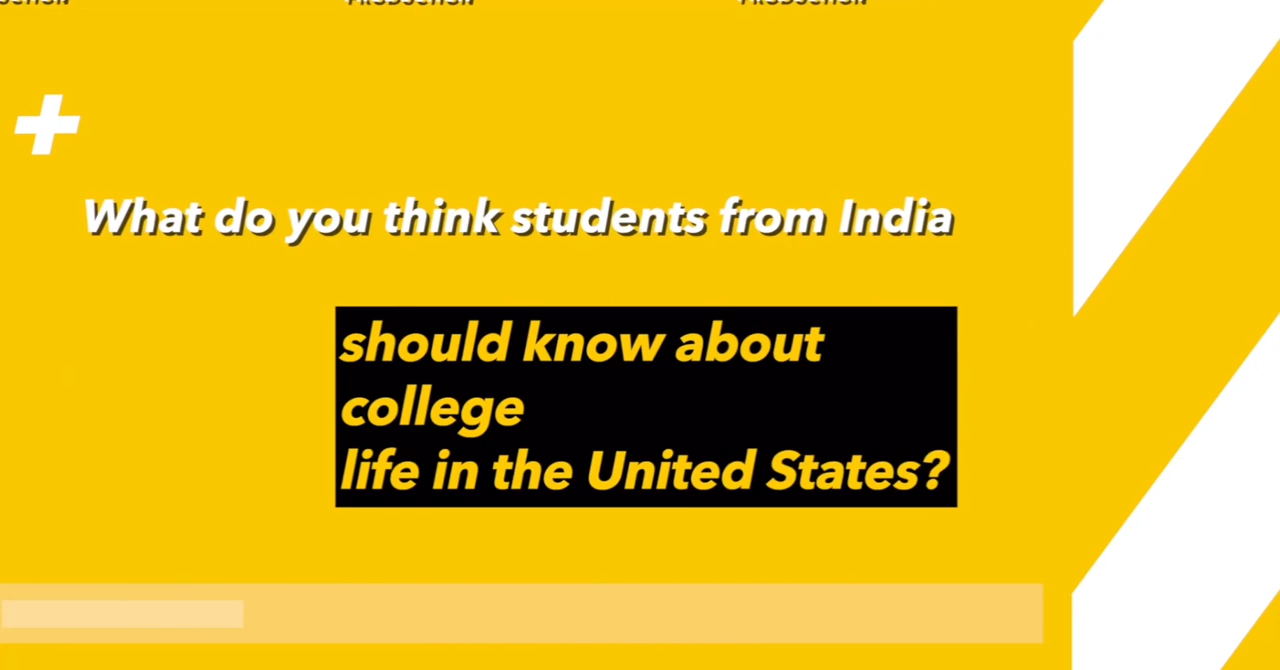 What do you think students from India
should know about
college
life in the United States?